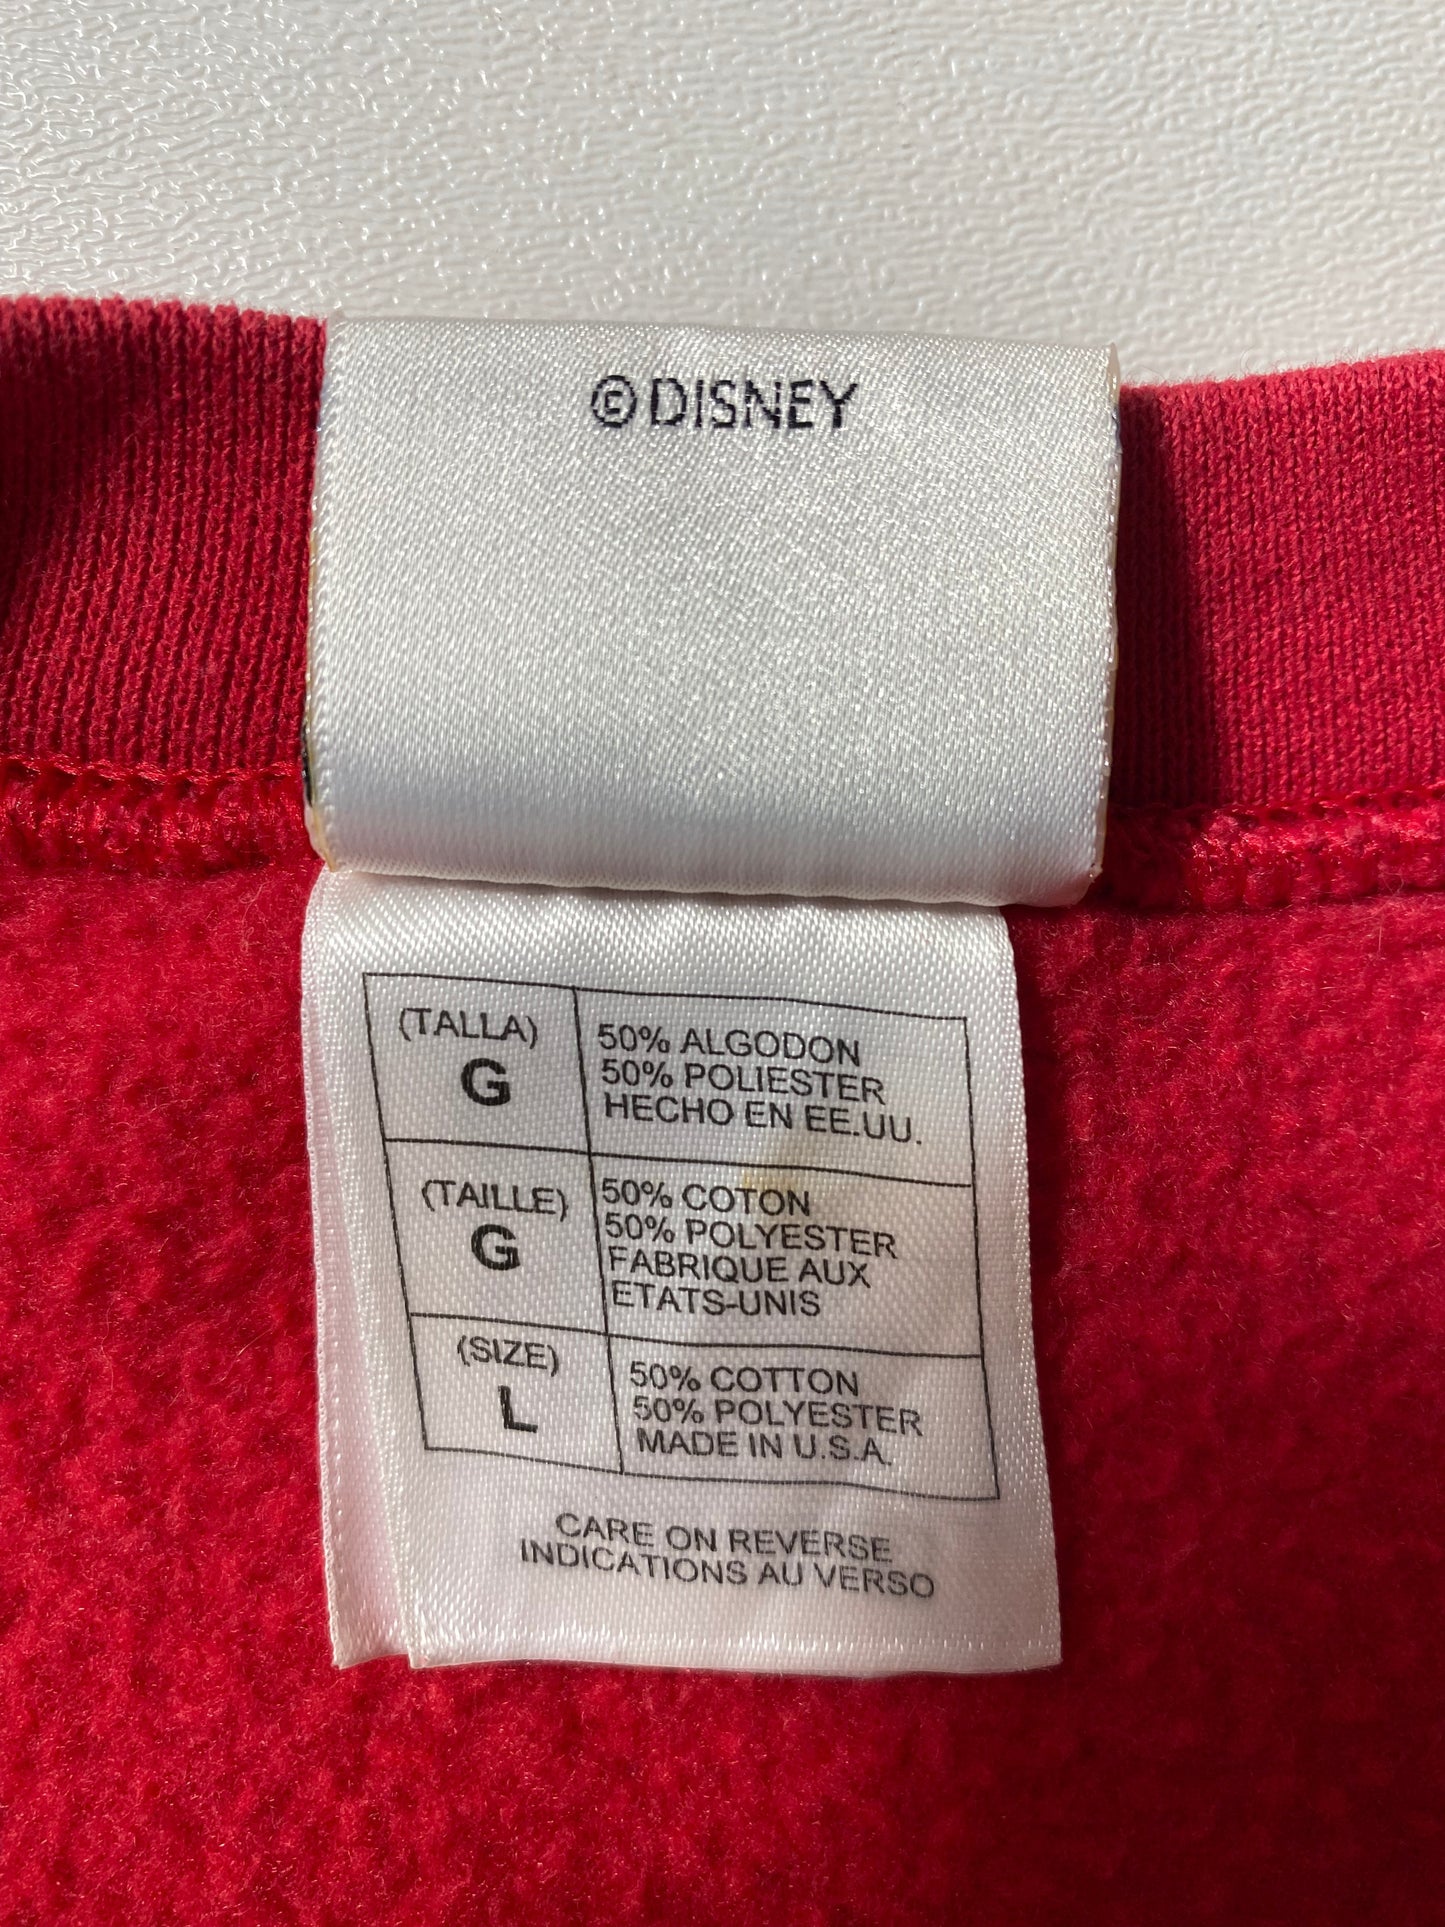 ©DISNEY
(TALLA)
G
50% ALGODON
50% POLIESTER
HECHO EN EE.UU.
(TAILLE)
G
50% COTON
50% POLYESTER
FABRIQUE AUX
ETATS-UNIS
(SIZE)
L
50% COTTON
50% POLYESTER
MADE IN U.S.A.
CARE ON REVERSE
INDICATIONS AU VERSO